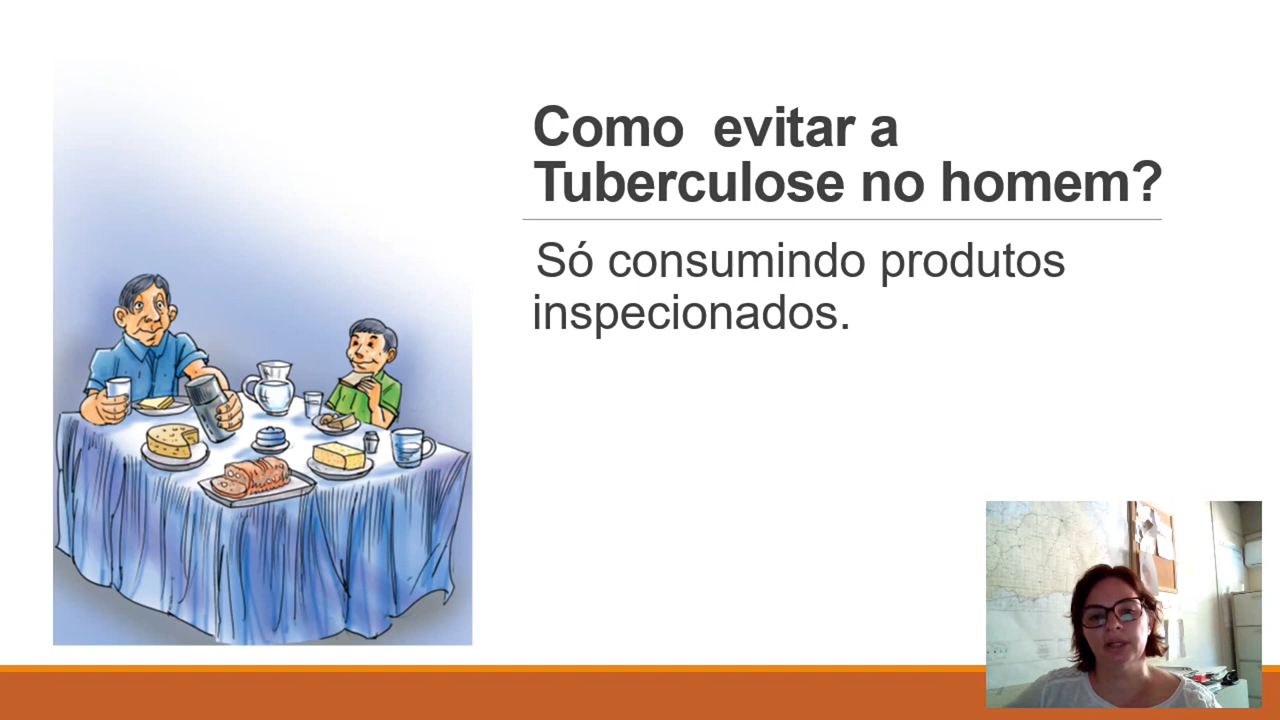 Como  evitar a
Tuberculose no homem?
Só consumindo produtos
inspecionados.